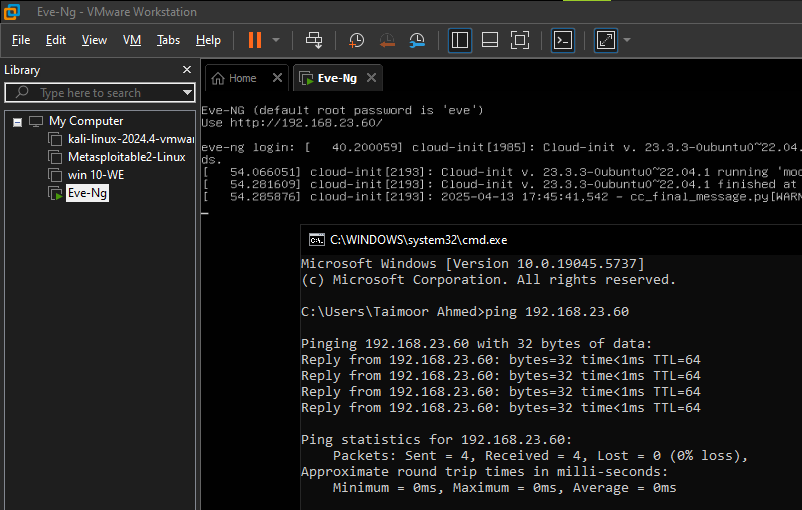 Eve-Ng - VMware Workstation
File Edit View VM Tabs Help
Library
Type here to search
My Computer
kali-linux-2024.4-vmwar
Metasploitable2-Linux
win 10-WE
Eve-Ng
Home
Eve-Ng
Eve-NG (default root password is 'eve')
Use http://192.168.23.60/
eve-ng login: [   40.200059] cloud-init[1985]: Cloud-init v. 23.3.3-0ubuntu0~22.04.
ds.
[   54.066051] cloud-init[2193]: Cloud-init v. 23.3.3-0ubuntu0~22.04.1 running 'mod
[   54.281609] cloud-init[2193]: Cloud-init v. 23.3.3-0ubuntu0~22.04.1 finished at
[   54.285876] cloud-init[2193]: 2025-04-13 17:45:41,542 - cc_final_message.py[WARN
C:\WINDOWS\system32\cmd.exe
Microsoft Windows [Version 10.0.19045.5737]
(c) Microsoft Corporation. All rights reserved.
C:\Users\Taimoor Ahmed>ping 192.168.23.60
Pinging 192.168.23.60 with 32 bytes of data:
Reply from 192.168.23.60: bytes=32 time<1ms TTL=64
Reply from 192.168.23.60: bytes=32 time<1ms TTL=64
Reply from 192.168.23.60: bytes=32 time<1ms TTL=64
Reply from 192.168.23.60: bytes=32 time<1ms TTL=64
Ping statistics for 192.168.23.60:
Packets: Sent = 4, Received = 4, Lost = 0 (0% loss),
Approximate round trip times in milli-seconds:
Minimum = 0ms, Maximum = 0ms, Average = 0ms